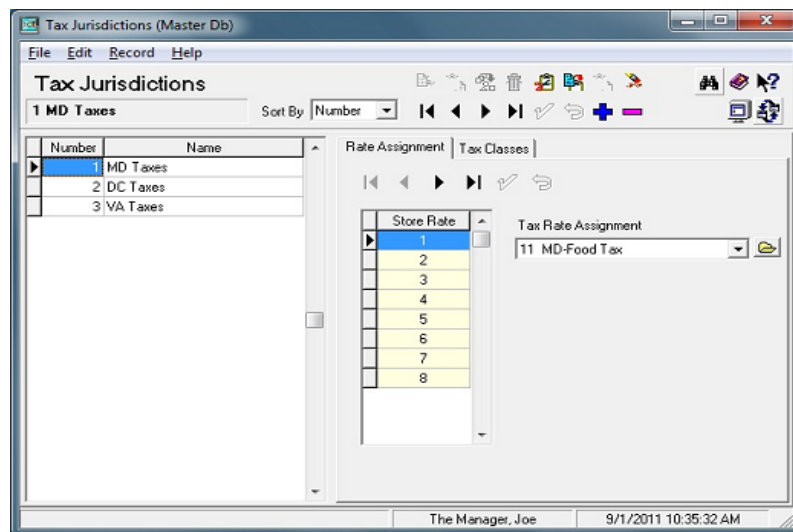 Tax Jurisdictions (Master Db)
File Edit Record Help
Tax Jurisdictions
1 MD Taxes
Sort By Number
Number Name
1 MD Taxes
2 DC Taxes
3 VA Taxes
Rate Assignment Tax Classes
Store Rate
1
2
3
4
5
6
7
8
Tax Rate Assignment
11 MD-Food Tax
The Manager, Joe 9/1/2011 10:35:32 AM